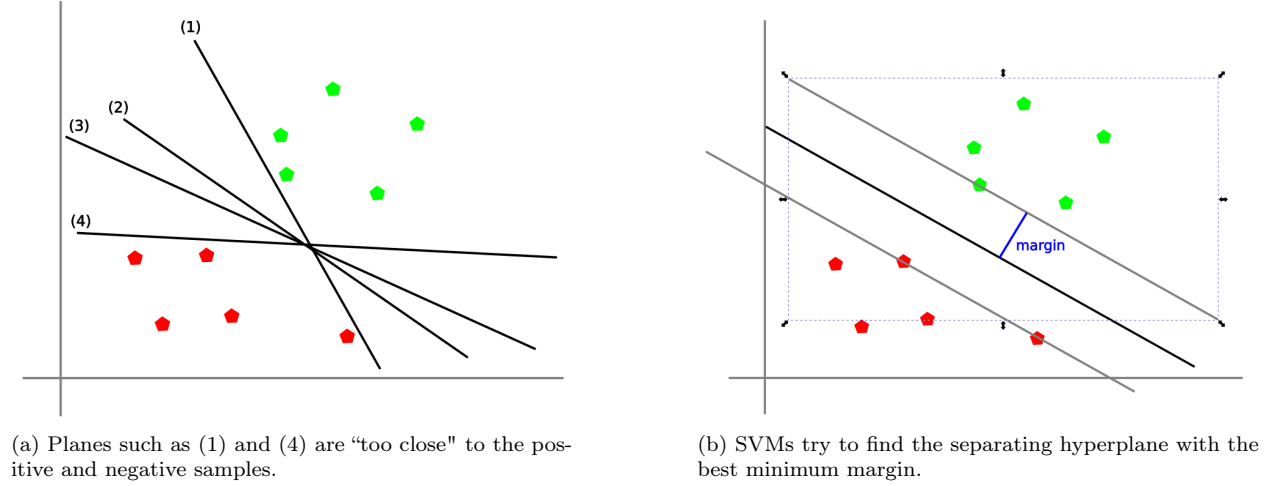 (1)
(2)
(3)
(4)
margin
(a) Planes such as (1) and (4) are “too close" to the pos-
itive and negative samples.
(b) SVMs try to find the separating hyperplane with the
best minimum margin.